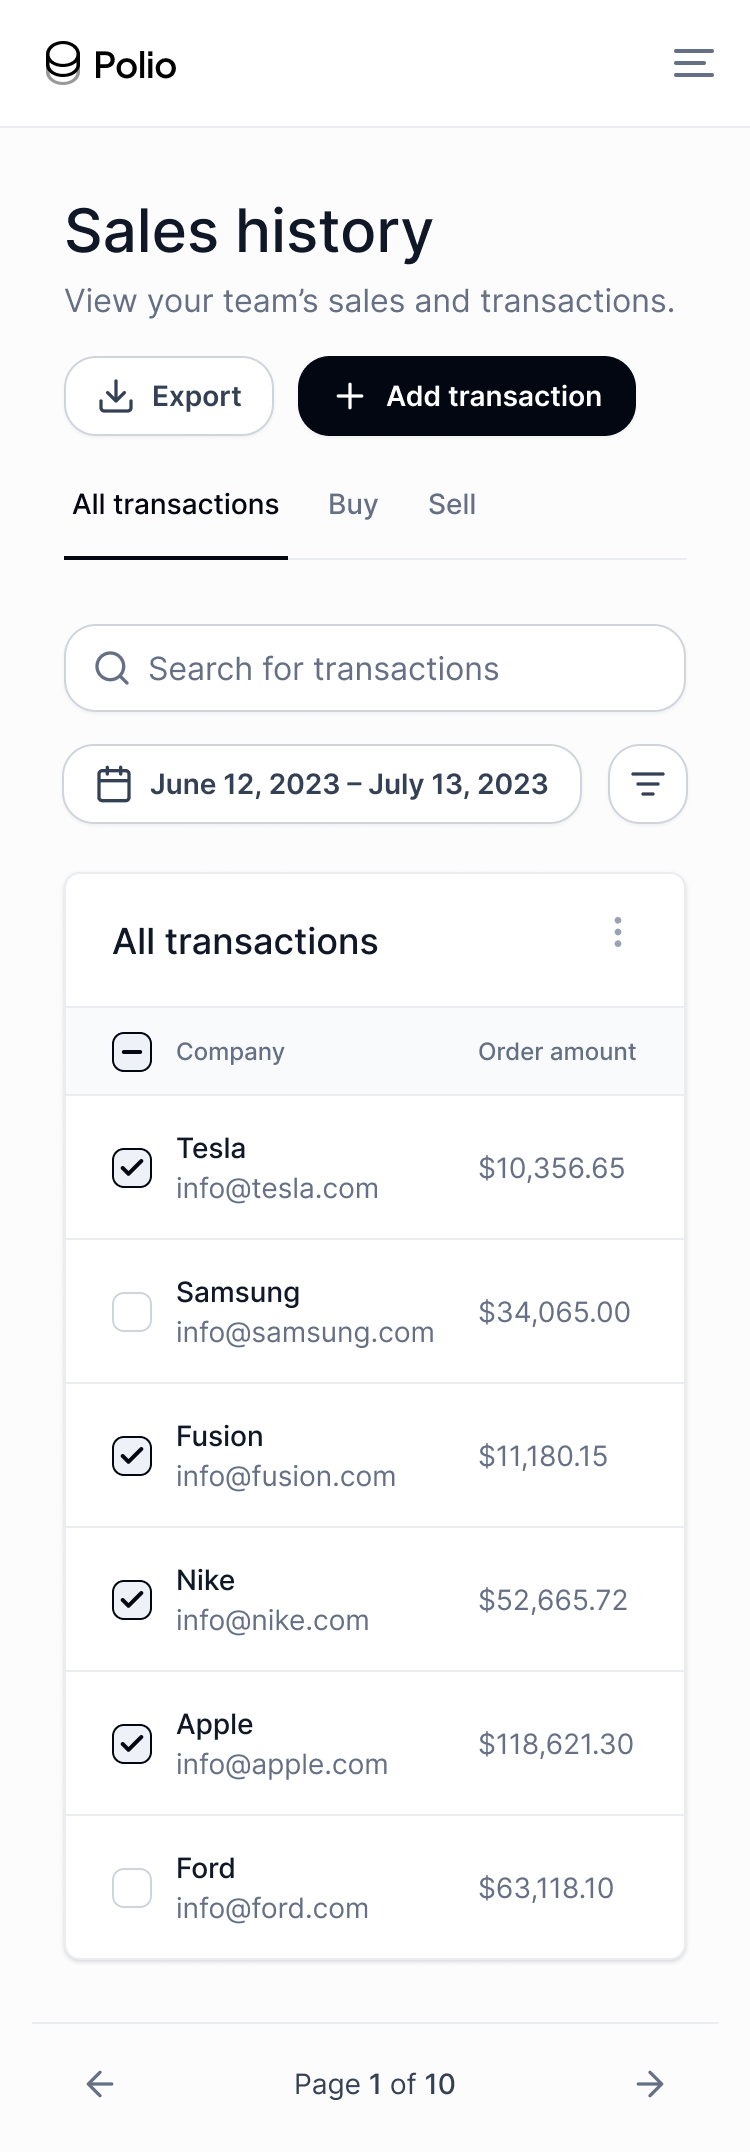 Polio
Sales history
View your team’s sales and transactions.
Export
Add transaction
All transactions Buy Sell
Search for transactions
June 12, 2023 – July 13, 2023
All transactions
Company Order amount
Tesla
info@tesla.com
$10,356.65
Samsung
info@samsung.com
$34,065.00
Fusion
info@fusion.com
$11,180.15
Nike
info@nike.com
$52,665.72
Apple
info@apple.com
$118,621.30
Ford
info@ford.com
$63,118.10
Page 1 of 10